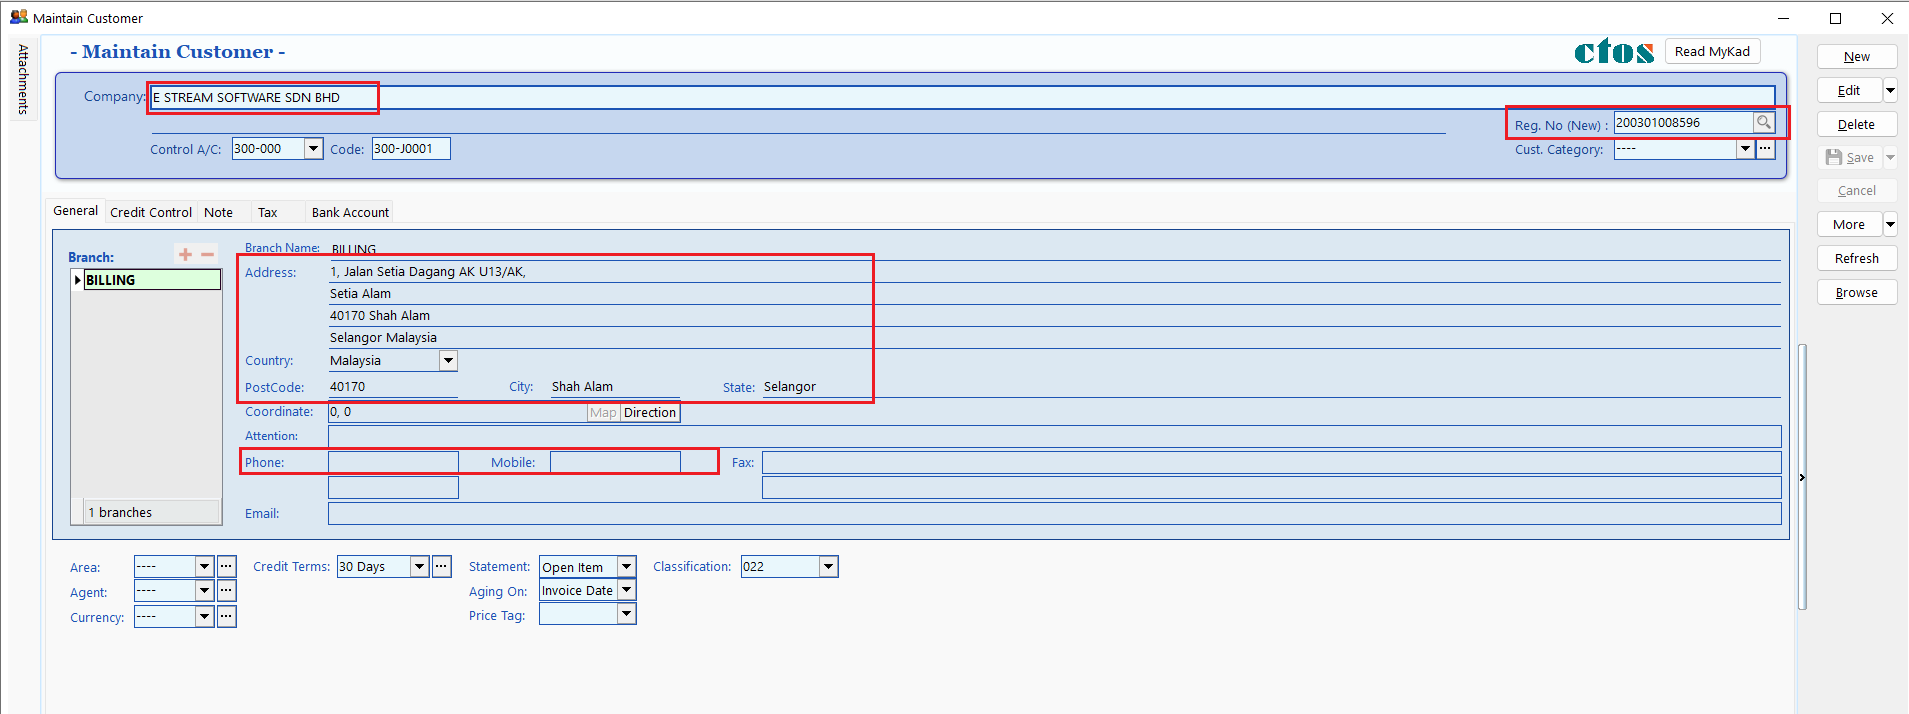 Maintain Customer
Attachments
- Maintain Customer -
ctos
Read MyKad
Company: E STREAM SOFTWARE SDN BHD
Reg. No (New) : 200301008596
Control A/C: 300-000 Code: 300-J0001
Cust. Category: ----
General Credit Control Note Tax Bank Account
Branch:
BILLING
1 branches
Branch Name: BILLING
Address: 1, Jalan Setia Dagang AK U13/AK,
Setia Alam
40170 Shah Alam
Selangor Malaysia
Country: Malaysia
PostCode: 40170 City: Shah Alam State: Selangor
Coordinate: 0, 0 Map Direction
Attention:
Phone: Mobile: Fax:
Email:
Area: ---- Credit Terms: 30 Days Statement: Open Item Classification: 022
Agent: ---- Aging On: Invoice Date
Currency: ---- Price Tag:
New
Edit
Delete
Save
Cancel
More
Refresh
Browse